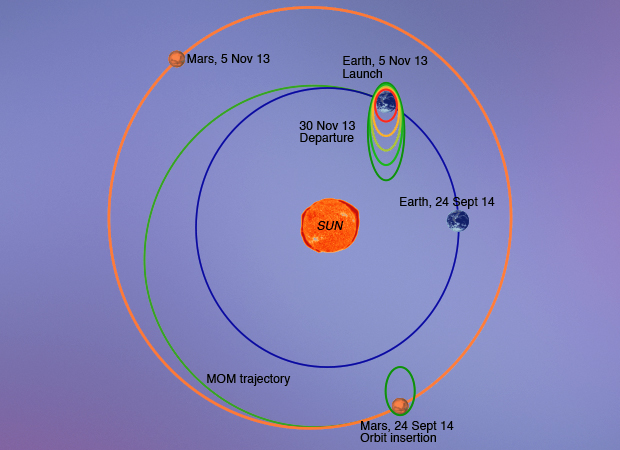 Earth, 5 Nov 13
Launch
Mars, 5 Nov 13
30 Nov 13
Departure
Earth, 24 Sept 14
SUN
MOM trajectory
Mars, 24 Sept 14
Orbit insertion